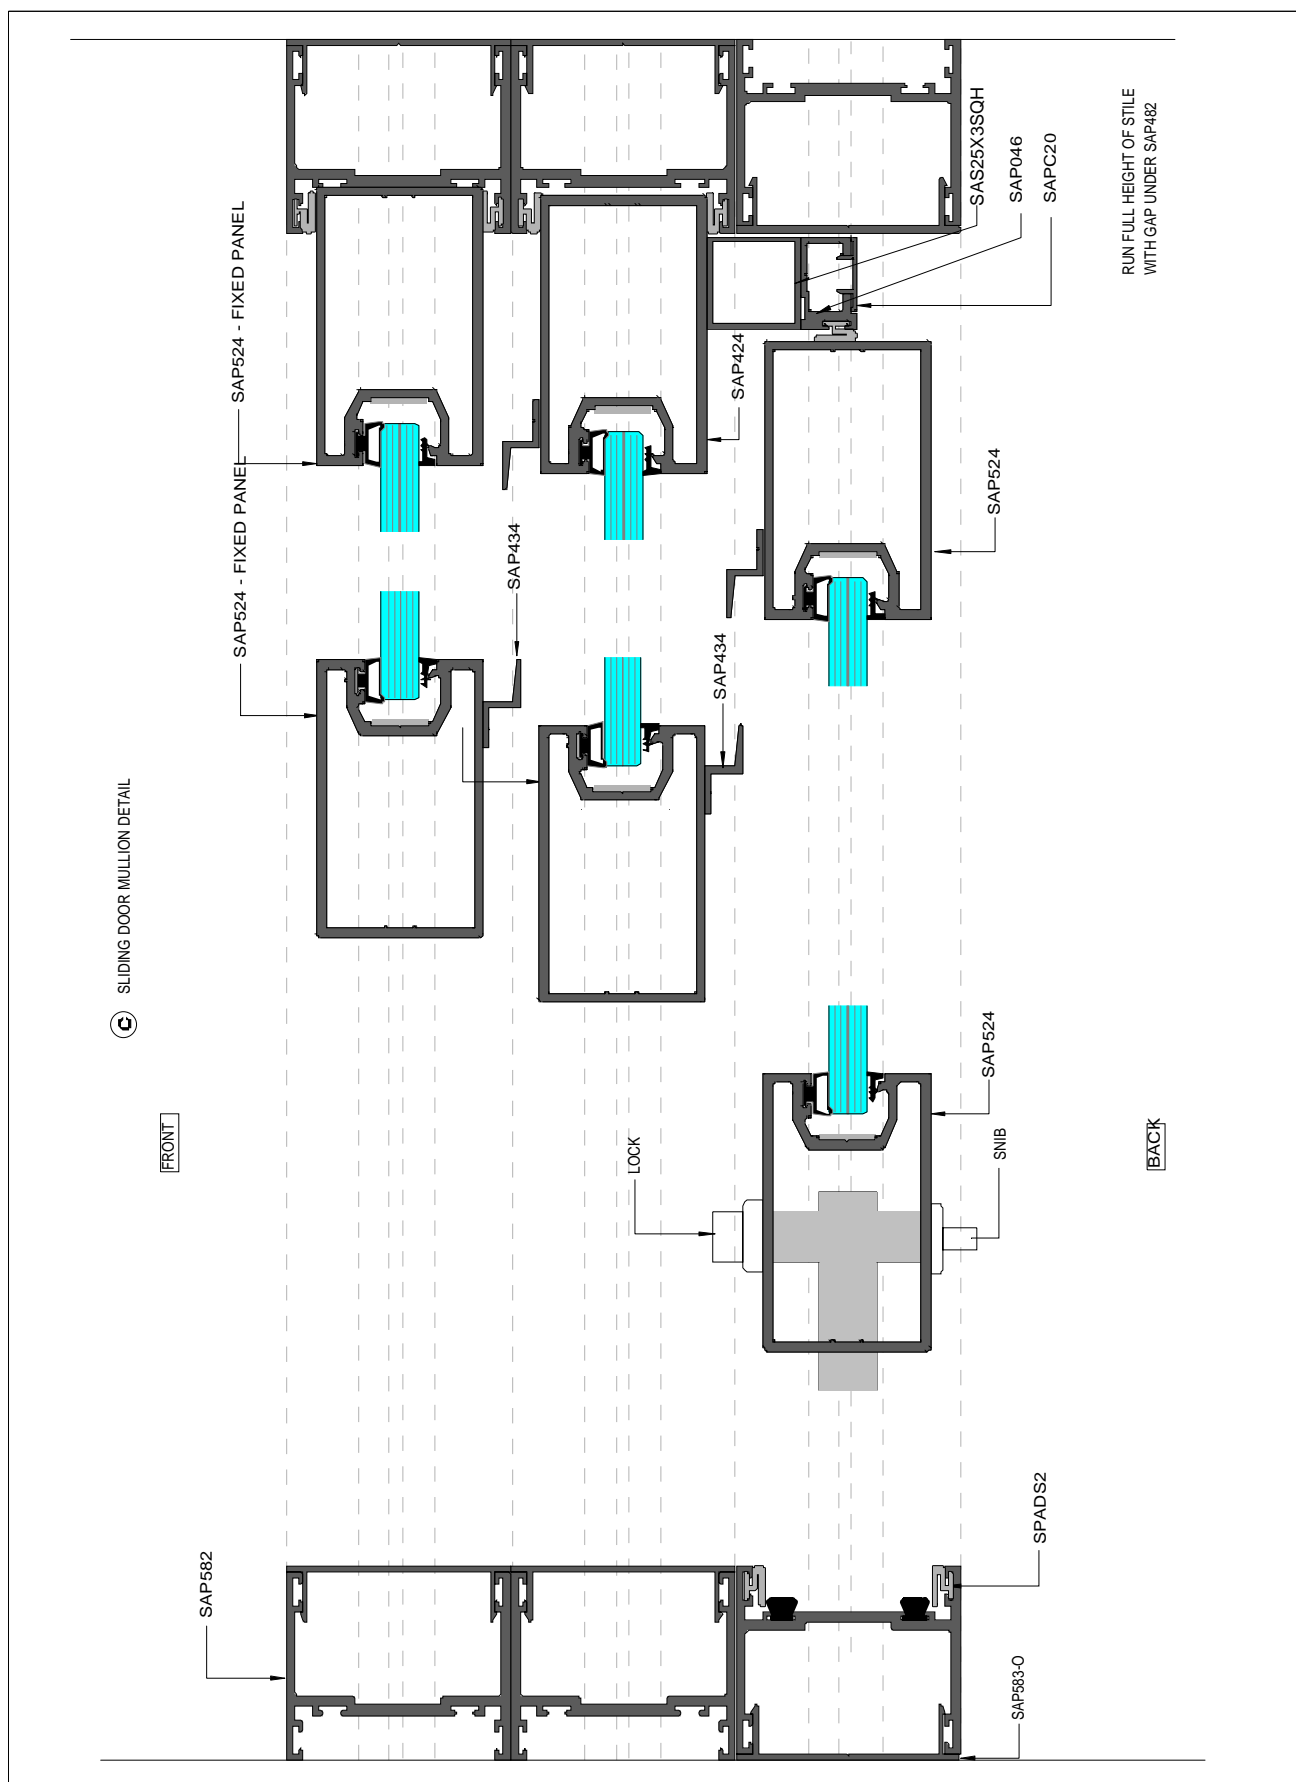 C SLIDING DOOR MULLION DETAIL
FRONT
SAP582
SAP524 - FIXED PANEL
SAP524 - FIXED PANEL
SAP434
SAP434
SAP424
LOCK
SAS25X3SQH
SAP046
SAPC20
SAP524
SAP524
SNIB
SPADS2
SAP583-O
RUN FULL HEIGHT OF STILE
WITH GAP UNDER SAP482
BACK